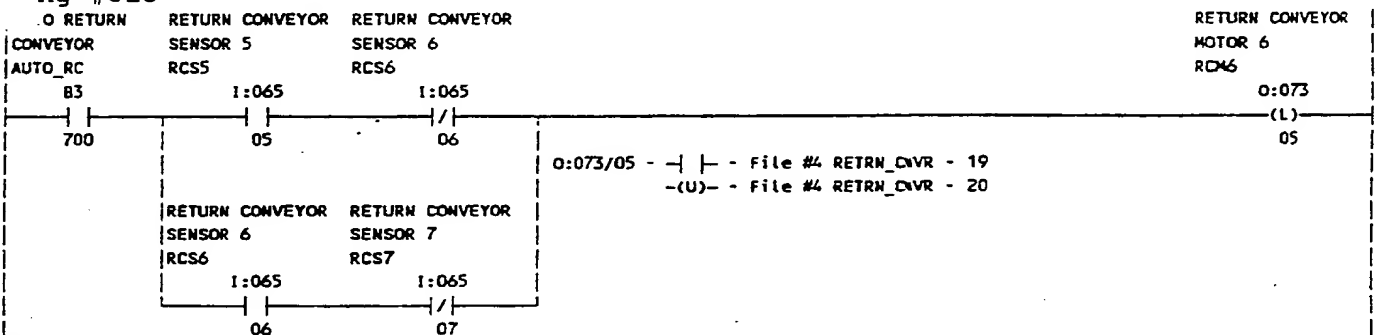 .O RETURN RETURN CONVEYOR RETURN CONVEYOR RETURN CONVEYOR
CONVEYOR SENSOR 5 SENSOR 6 MOTOR 6
AUTO_RC RCS5 RCS6 RCM6
B3 I:065 I:065 O:073
(L)
700 05 06 05
O:073/05 - -| |- - File #4 RETRN_CNVR - 19
-(U)- - File #4 RETRN_CNVR - 20
RETURN CONVEYOR RETURN CONVEYOR
SENSOR 6 SENSOR 7
RCS6 RCS7
I:065 I:065
06 07